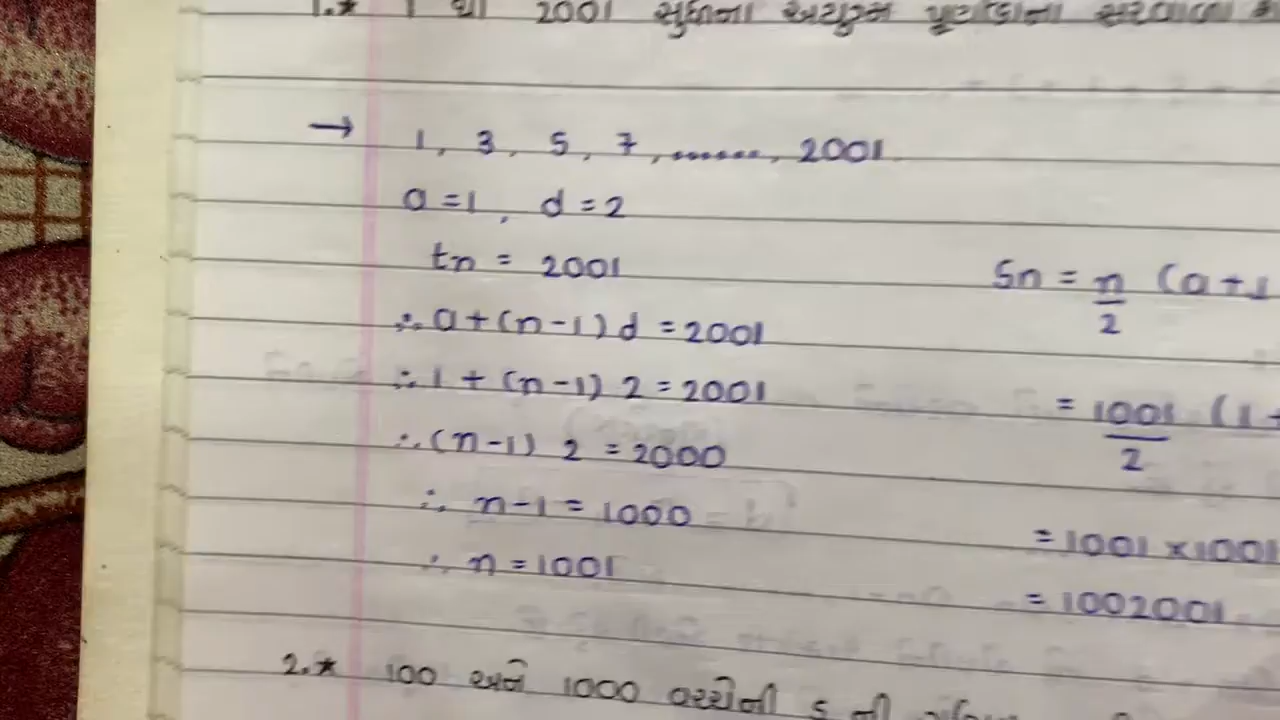 1.* 1 થી 2001 સુધીના અયુગ્મ પૂર્ણાંકોના સરવાળા
→ 1, 3, 5, 7, ......., 2001.
a = 1, d = 2
tn = 2001
Sn = n/2 (a + l
∴ a + (n - 1) d = 2001
∴ 1 + (n - 1) 2 = 2001
= 1001/2 (1 +
∴ (n - 1) 2 = 2000
∴ n - 1 = 1000
= 1001 × 1001
∴ n = 1001
= 1002001
2.* 100 અને 1000 વચ્ચેની 5 ની